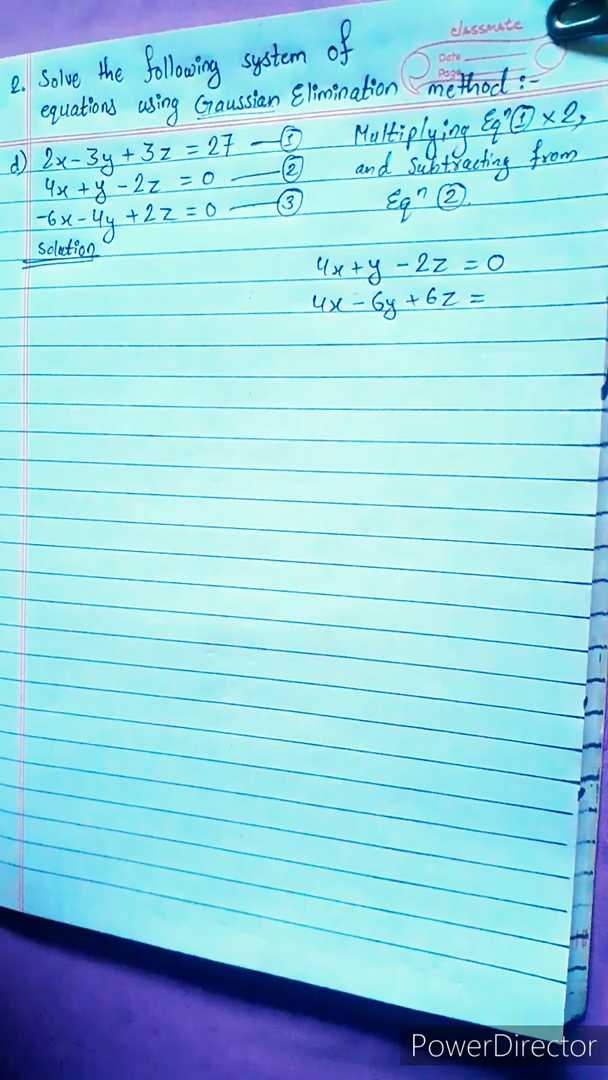 classmate
Date
Page
2. Solve the following system of
equations using Gaussian Elimination method :-
d) 2x - 3y + 3z = 27 — ①
4x + y - 2z = 0 — ②
-6x - 4y + 2z = 0 — ③
Solution
Multiplying Eqⁿ ① × 2,
and Subtracting from
Eqⁿ ②.
4x + y - 2z = 0
4x - 6y + 6z =
PowerDirector